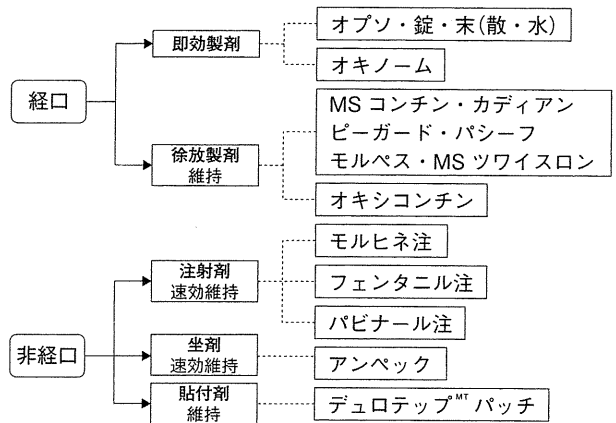 経口
即効製剤
オプソ・錠・末(散・水)
オキノーム
徐放製剤
維持
MS コンチン・カディアン
ピーガード・パシーフ
モルペス・MS ツワイスロン
オキシコンチン
非経口
注射剤
速効維持
モルヒネ注
フェンタニル注
パビナール注
坐剤
速効維持
アンペック
貼付剤
維持
デュロテップMT パッチ